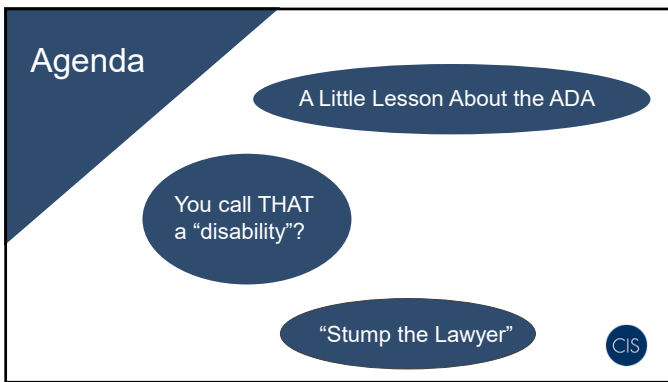 Agenda
A Little Lesson About the ADA
You call THAT
a “disability”?
“Stump the Lawyer”
CIS